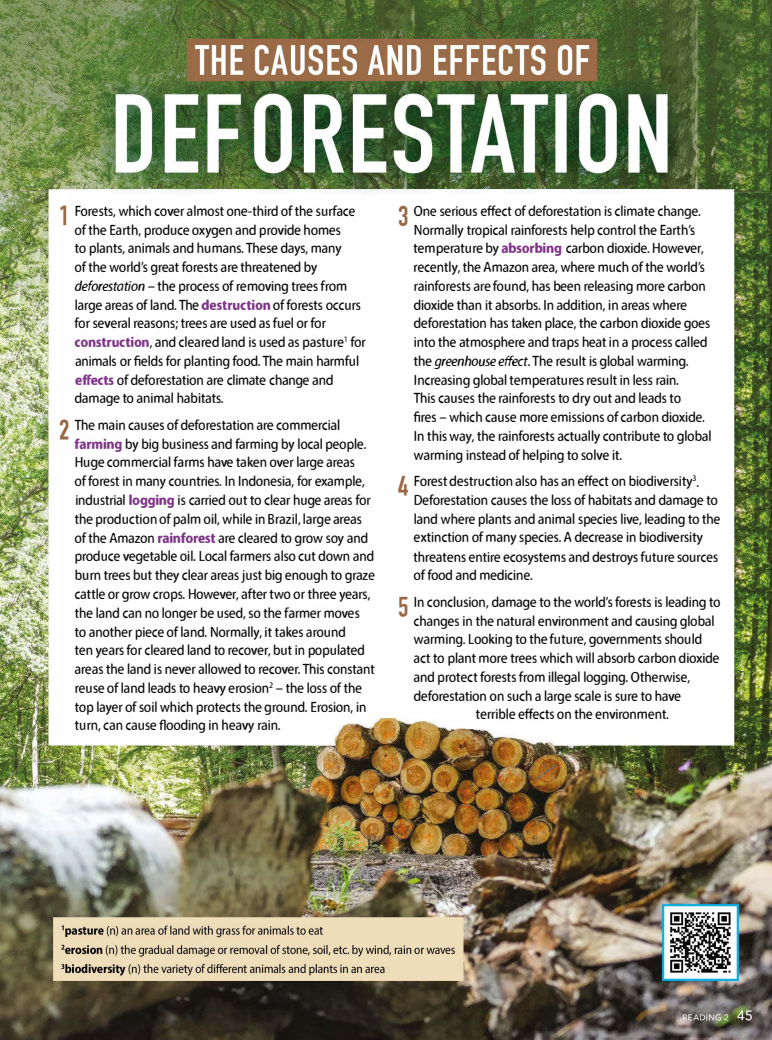 THE CAUSES AND EFFECTS OF
DEFORESTATION
1 Forests, which cover almost one-third of the surface
of the Earth, produce oxygen and provide homes
to plants, animals and humans. These days, many
of the world's great forests are threatened by
deforestation – the process of removing trees from
large areas of land. The destruction of forests occurs
for several reasons; trees are used as fuel or for
construction, and cleared land is used as pasture¹ for
animals or fields for planting food. The main harmful
effects of deforestation are climate change and
damage to animal habitats.
2 The main causes of deforestation are commercial
farming by big business and farming by local people.
Huge commercial farms have taken over large areas
of forest in many countries. In Indonesia, for example,
industrial logging is carried out to clear huge areas for
the production of palm oil, while in Brazil, large areas
of the Amazon rainforest are cleared to grow soy and
produce vegetable oil. Local farmers also cut down and
burn trees but they clear areas just big enough to graze
cattle or grow crops. However, after two or three years,
the land can no longer be used, so the farmer moves
to another piece of land. Normally, it takes around
ten years for cleared land to recover, but in populated
areas the land is never allowed to recover. This constant
reuse of land leads to heavy erosion² – the loss of the
top layer of soil which protects the ground. Erosion, in
turn, can cause flooding in heavy rain.
3 One serious effect of deforestation is climate change.
Normally tropical rainforests help control the Earth's
temperature by absorbing carbon dioxide. However,
recently, the Amazon area, where much of the world's
rainforests are found, has been releasing more carbon
dioxide than it absorbs. In addition, in areas where
deforestation has taken place, the carbon dioxide goes
into the atmosphere and traps heat in a process called
the greenhouse effect. The result is global warming.
Increasing global temperatures result in less rain.
This causes the rainforests to dry out and leads to
fires – which cause more emissions of carbon dioxide.
In this way, the rainforests actually contribute to global
warming instead of helping to solve it.
4 Forest destruction also has an effect on biodiversity³.
Deforestation causes the loss of habitats and damage to
land where plants and animal species live, leading to the
extinction of many species. A decrease in biodiversity
threatens entire ecosystems and destroys future sources
of food and medicine.
5 In conclusion, damage to the world's forests is leading to
changes in the natural environment and causing global
warming. Looking to the future, governments should
act to plant more trees which will absorb carbon dioxide
and protect forests from illegal logging. Otherwise,
deforestation on such a large scale is sure to have
terrible effects on the environment.
¹pasture (n) an area of land with grass for animals to eat
²erosion (n) the gradual damage or removal of stone, soil, etc. by wind, rain or waves
³biodiversity (n) the variety of different animals and plants in an area
READING 2 45